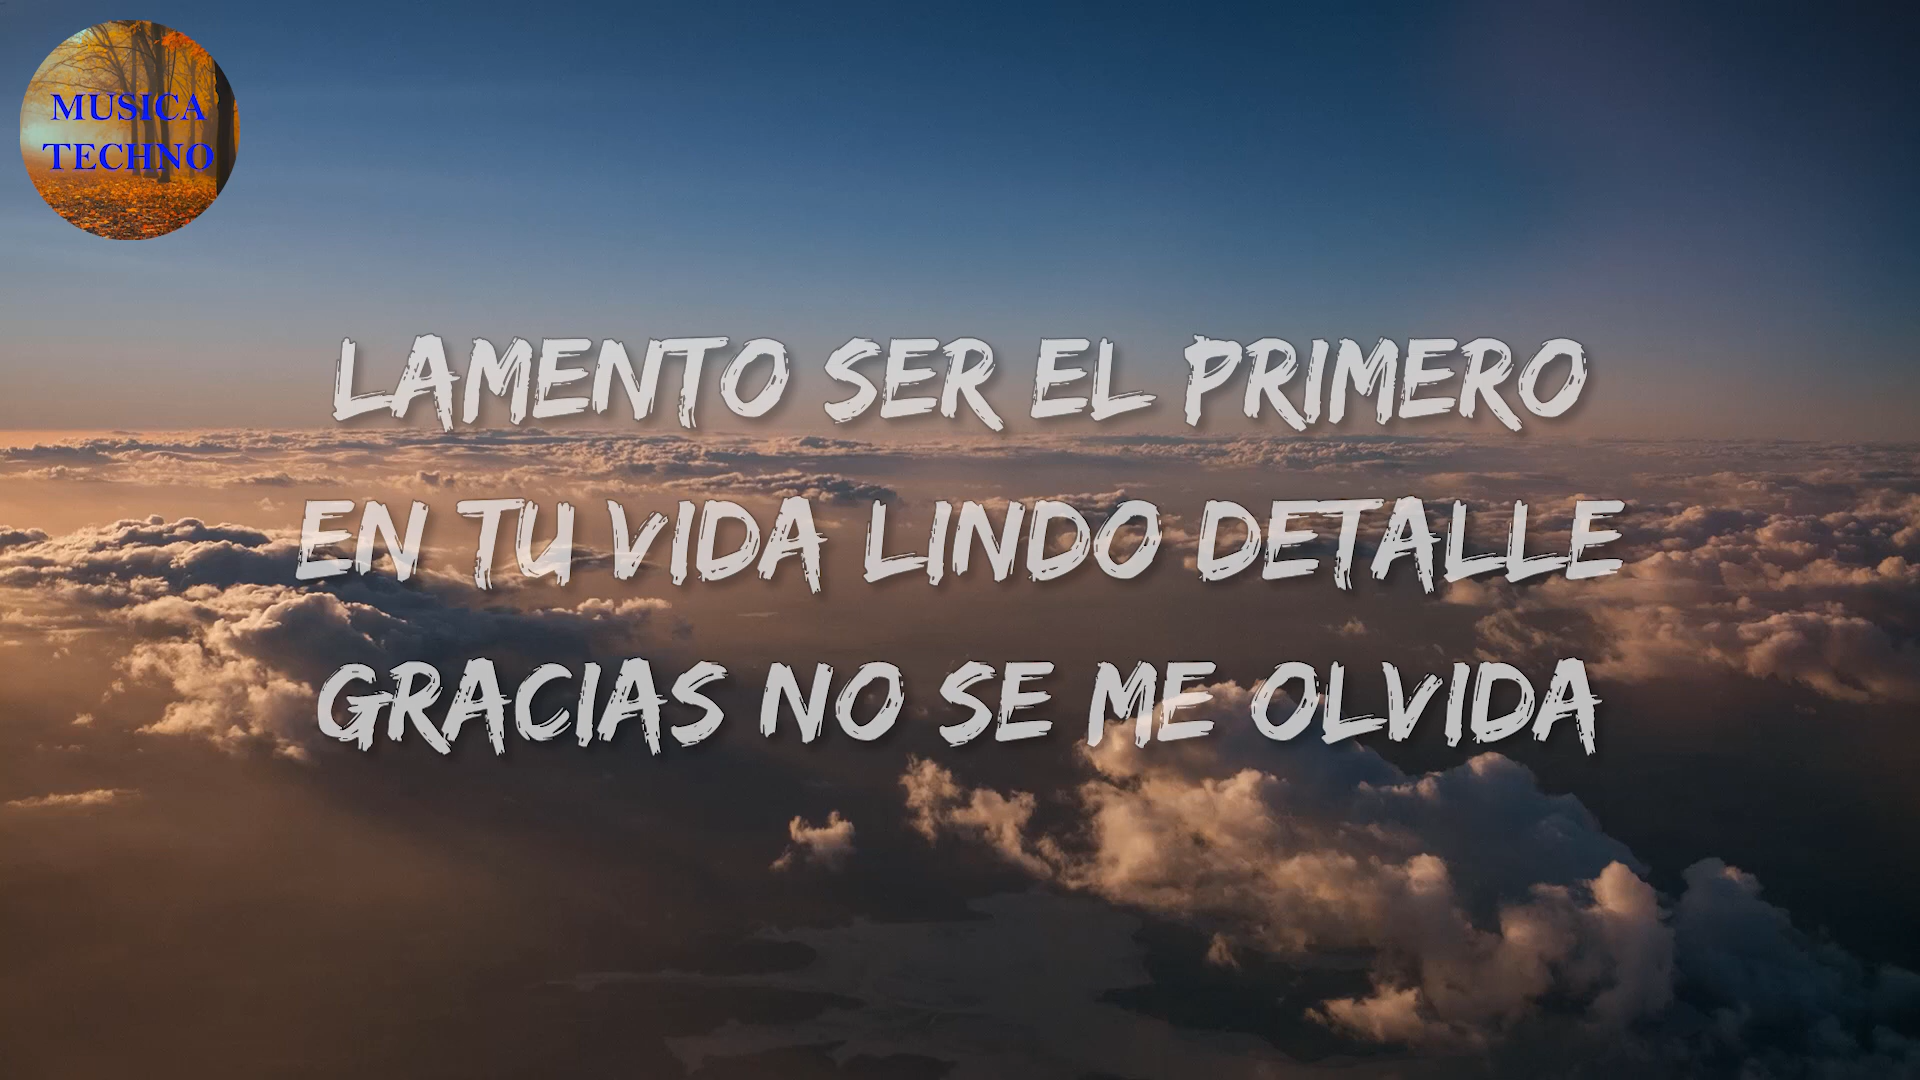 MUSICA
TECHNO
LAMENTO SER EL PRIMERO
EN TU VIDA LINDO DETALLE
GRACIAS NO SE ME OLVIDA